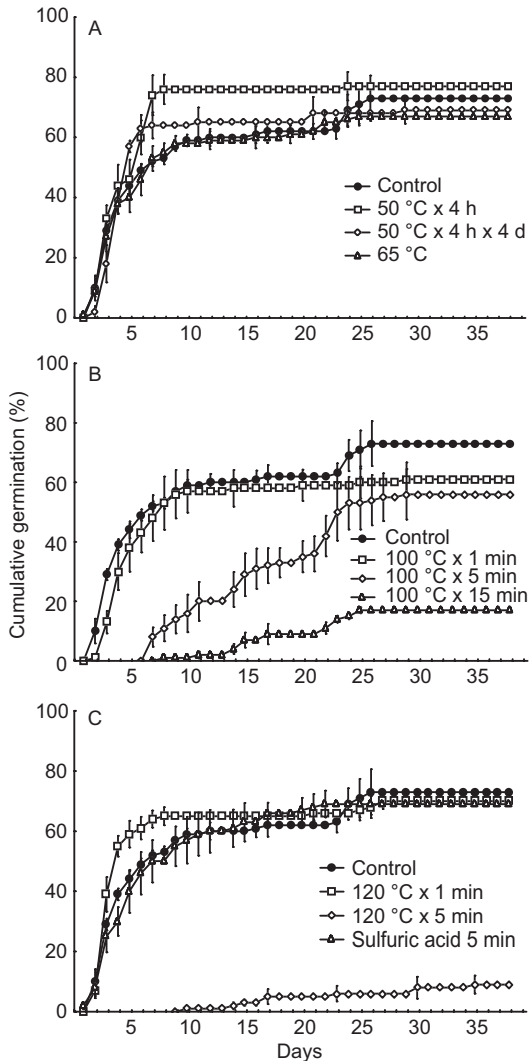 A
100
80
60
40
20
0
5 10 15 20 25 30 35
Control
50 °C x 4 h
50 °C x 4 h x 4 d
65 °C
Cumulative germination (%)
B
100
80
60
40
20
0
5 10 15 20 25 30 35
Control
100 °C x 1 min
100 °C x 5 min
100 °C x 15 min
C
100
80
60
40
20
0
5 10 15 20 25 30 35
Control
120 °C x 1 min
120 °C x 5 min
Sulfuric acid 5 min
Days